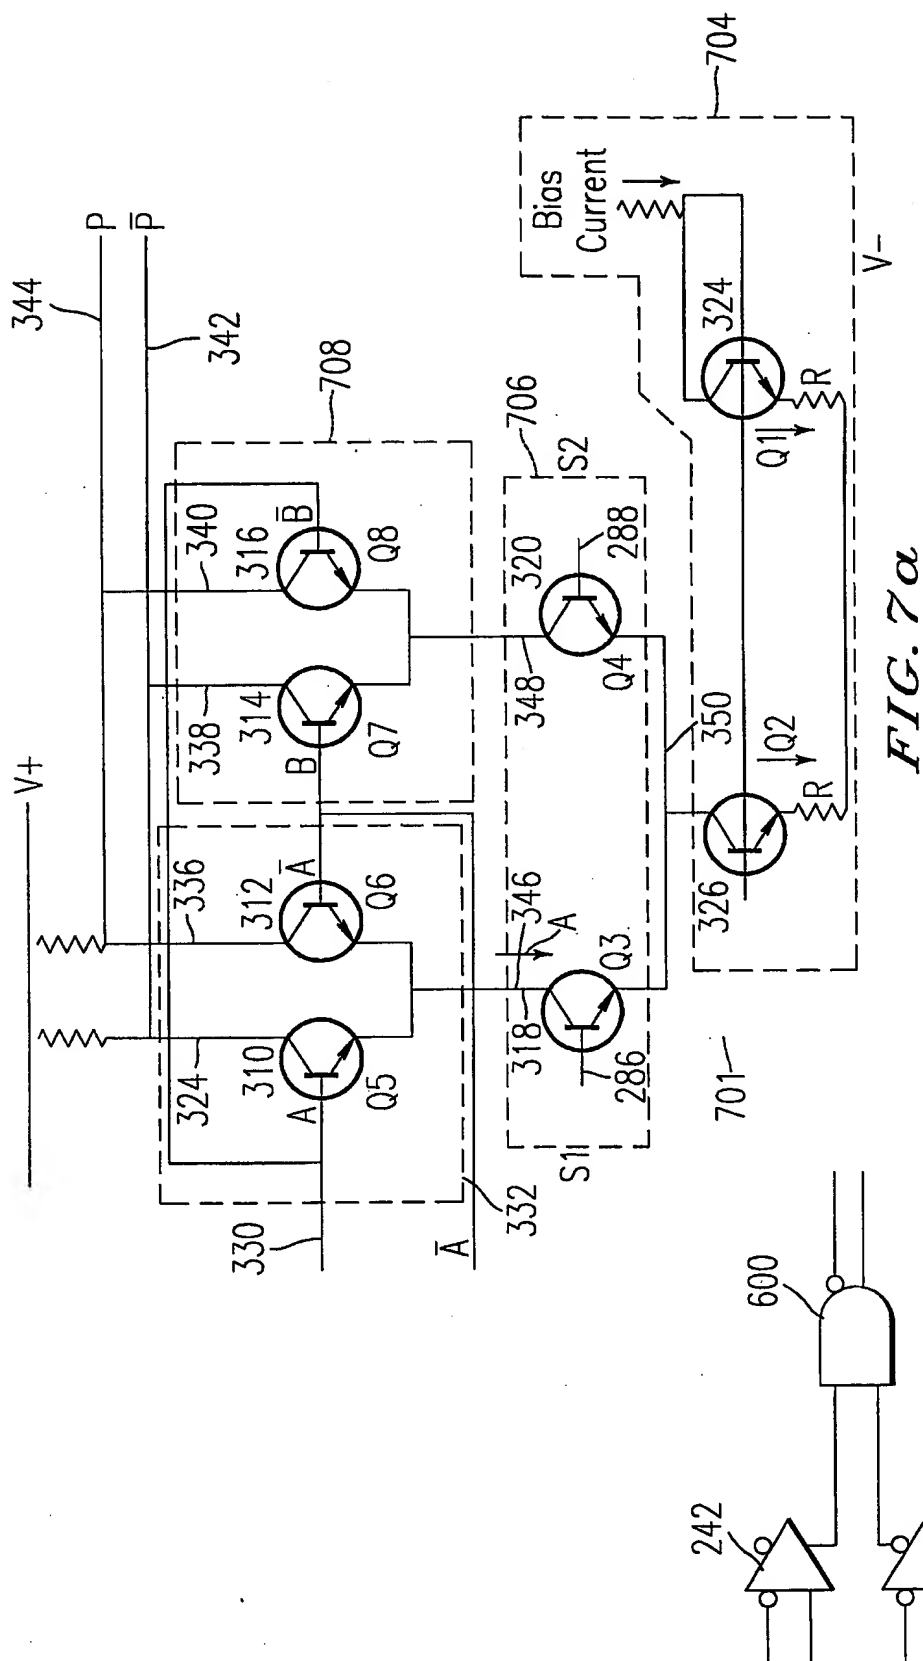 V+
344
P
P̅
342
324
336
338
340
708
310
312
314
316
A
A̅
B
B̅
Q5
Q6
Q7
Q8
330
332
A̅
318
346
A
348
320
706
S1
S2
286
Q3
Q4
288
350
701
326
Q2
R
Q1
R
324
Bias
Current
704
V-
FIG. 7a
242
600